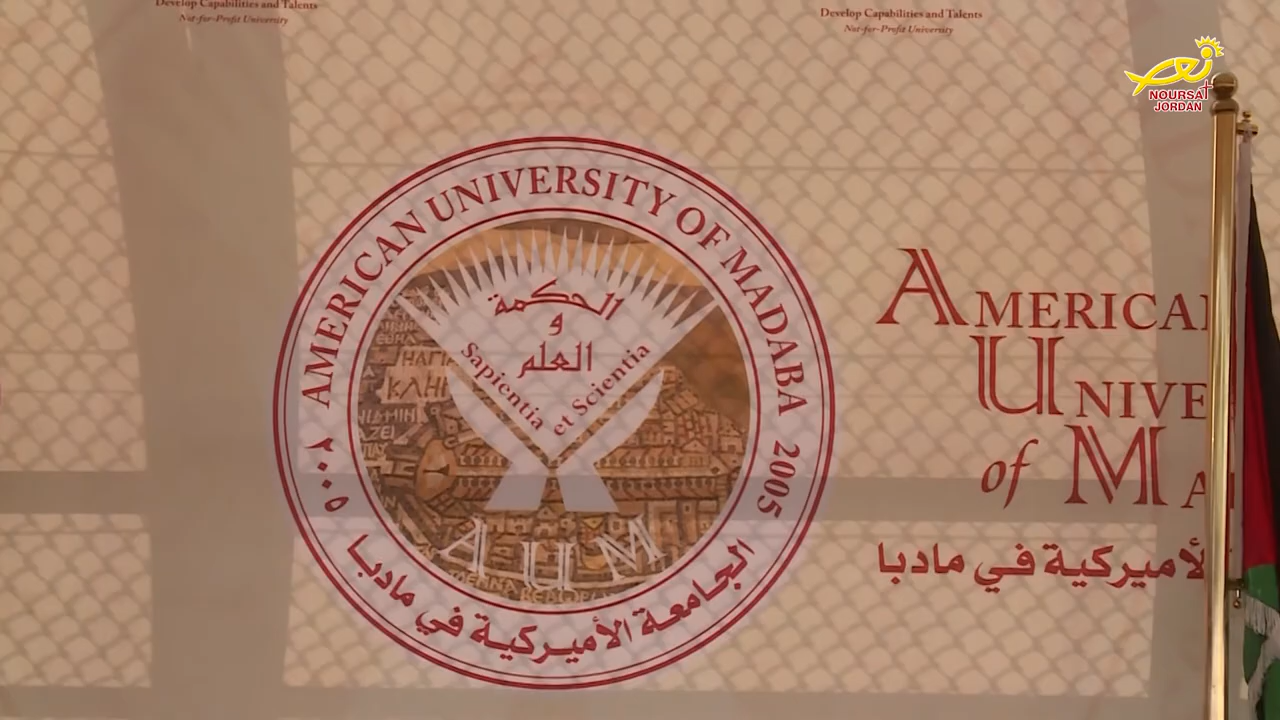 Develop Capabilities and Talents
Not-for-Profit University
Develop Capabilities and Talents
Not-for-Profit University
NOURSAT
JORDAN
AMERICAN UNIVERSITY OF MADABA 2005
الحكمة
و
العلم
Sapientia et Scientia
ΚΛΗ
AUM
٢٠٠٥
الجامعة الأميركية في مادبا
AMERICA
UNIVE
of MA
لأميركية في مادبا